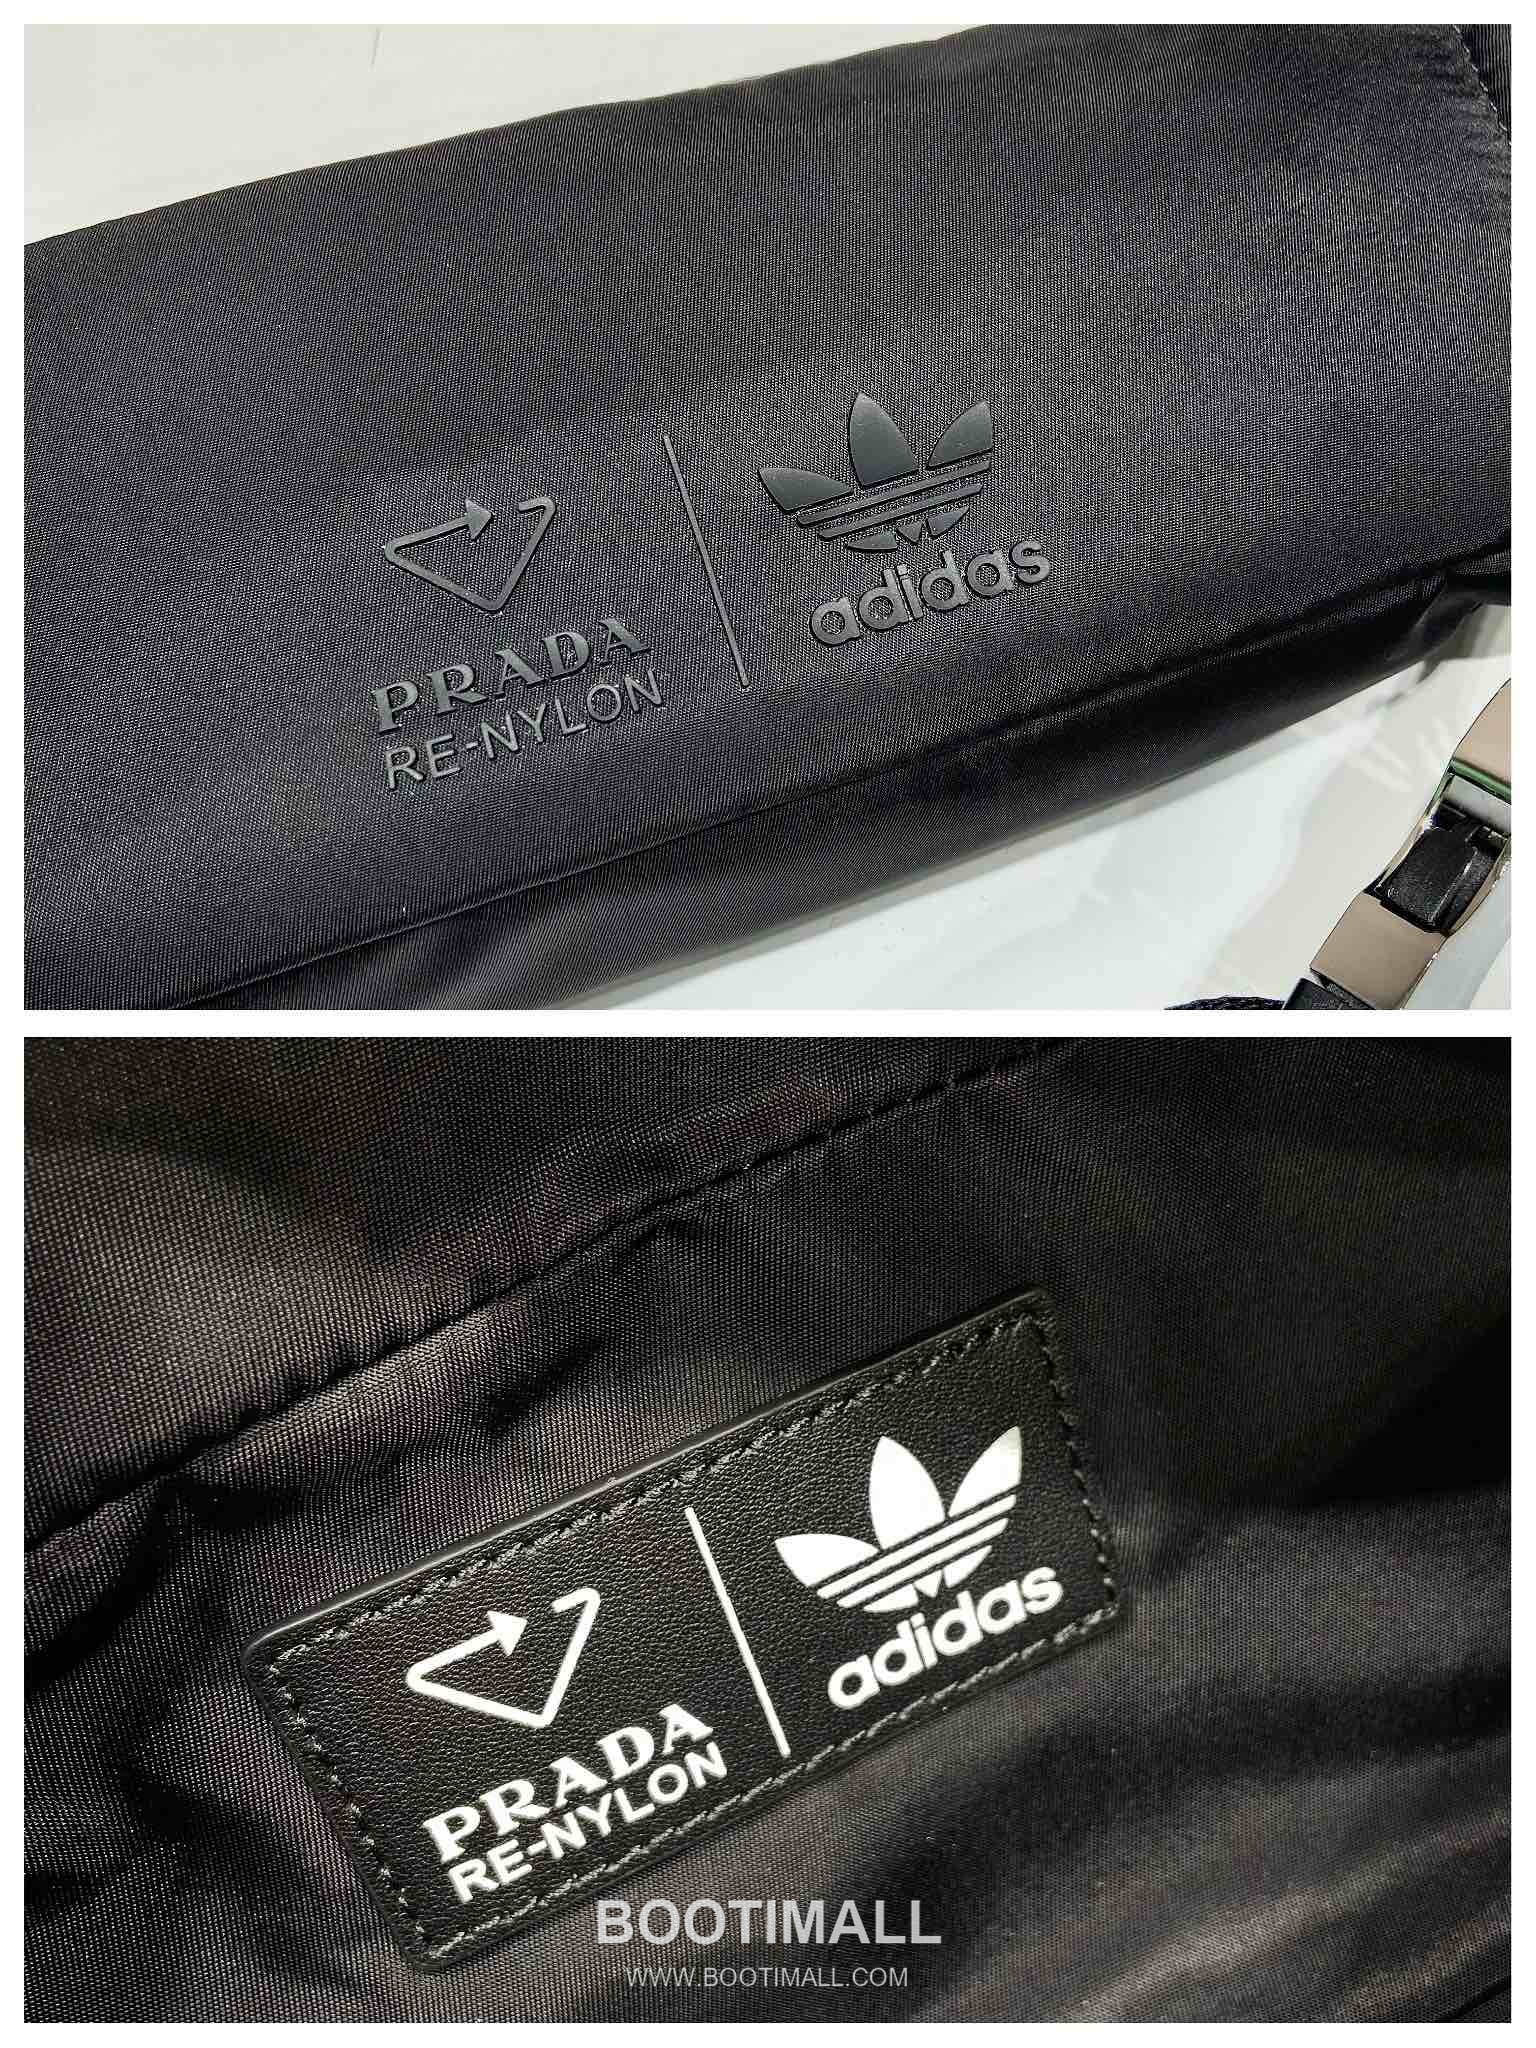 adidas
PRADA
RE-NYLON
adidas
PRADA
RE-NYLON
BOOTIMALL
WWW.BOOTIMALL.COM